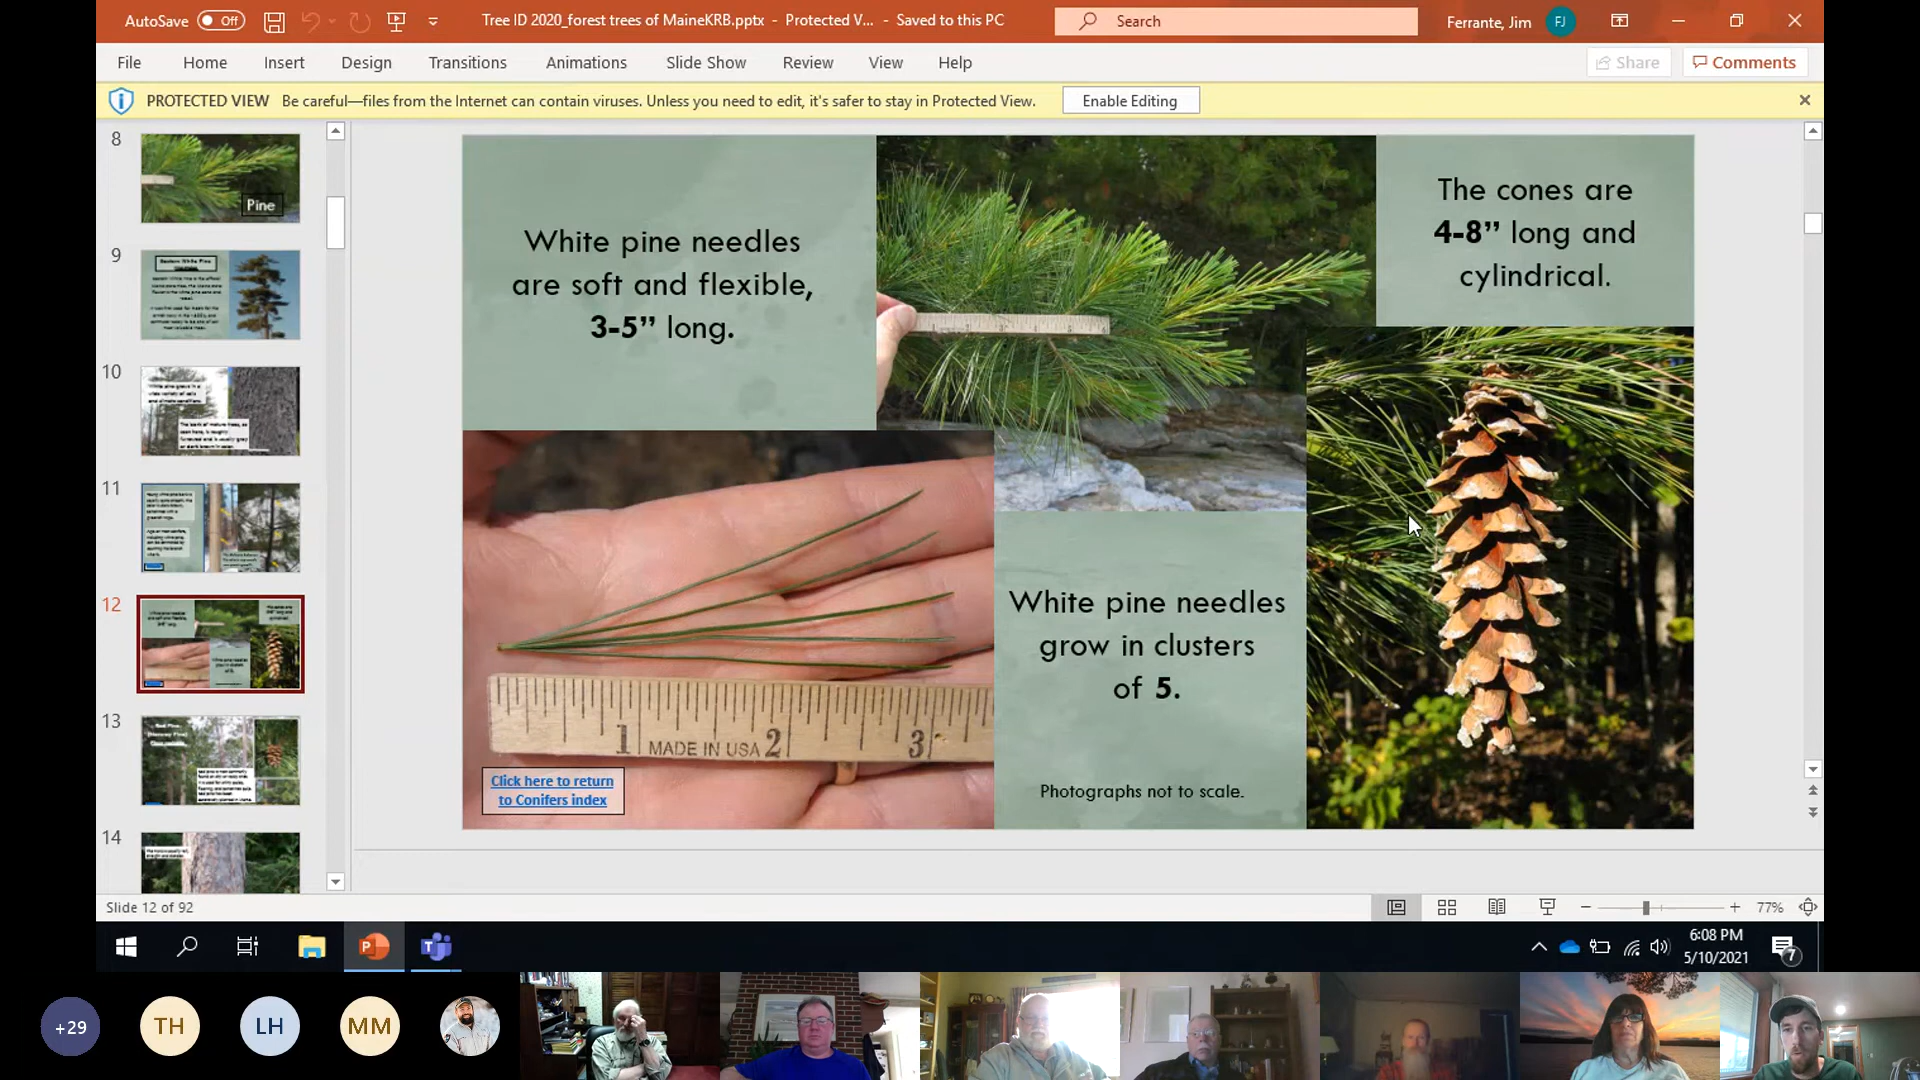 AutoSave Off
Tree ID 2020_forest trees of MaineKRB.pptx - Protected V... - Saved to this PC
Search
Ferrante, Jim
FJ
File Home Insert Design Transitions Animations Slide Show Review View Help
Share
Comments
PROTECTED VIEW Be careful—files from the Internet can contain viruses. Unless you need to edit, it's safer to stay in Protected View.
Enable Editing
8
Pine
9
10
11
12
13
14
White pine needles
are soft and flexible,
3-5” long.
The cones are
4-8” long and
cylindrical.
White pine needles
grow in clusters
of 5.
Photographs not to scale.
1 MADE IN USA 2 3
Click here to return
to Conifers index
Slide 12 of 92
77%
6:08 PM
5/10/2021
7
+29
TH
LH
MM